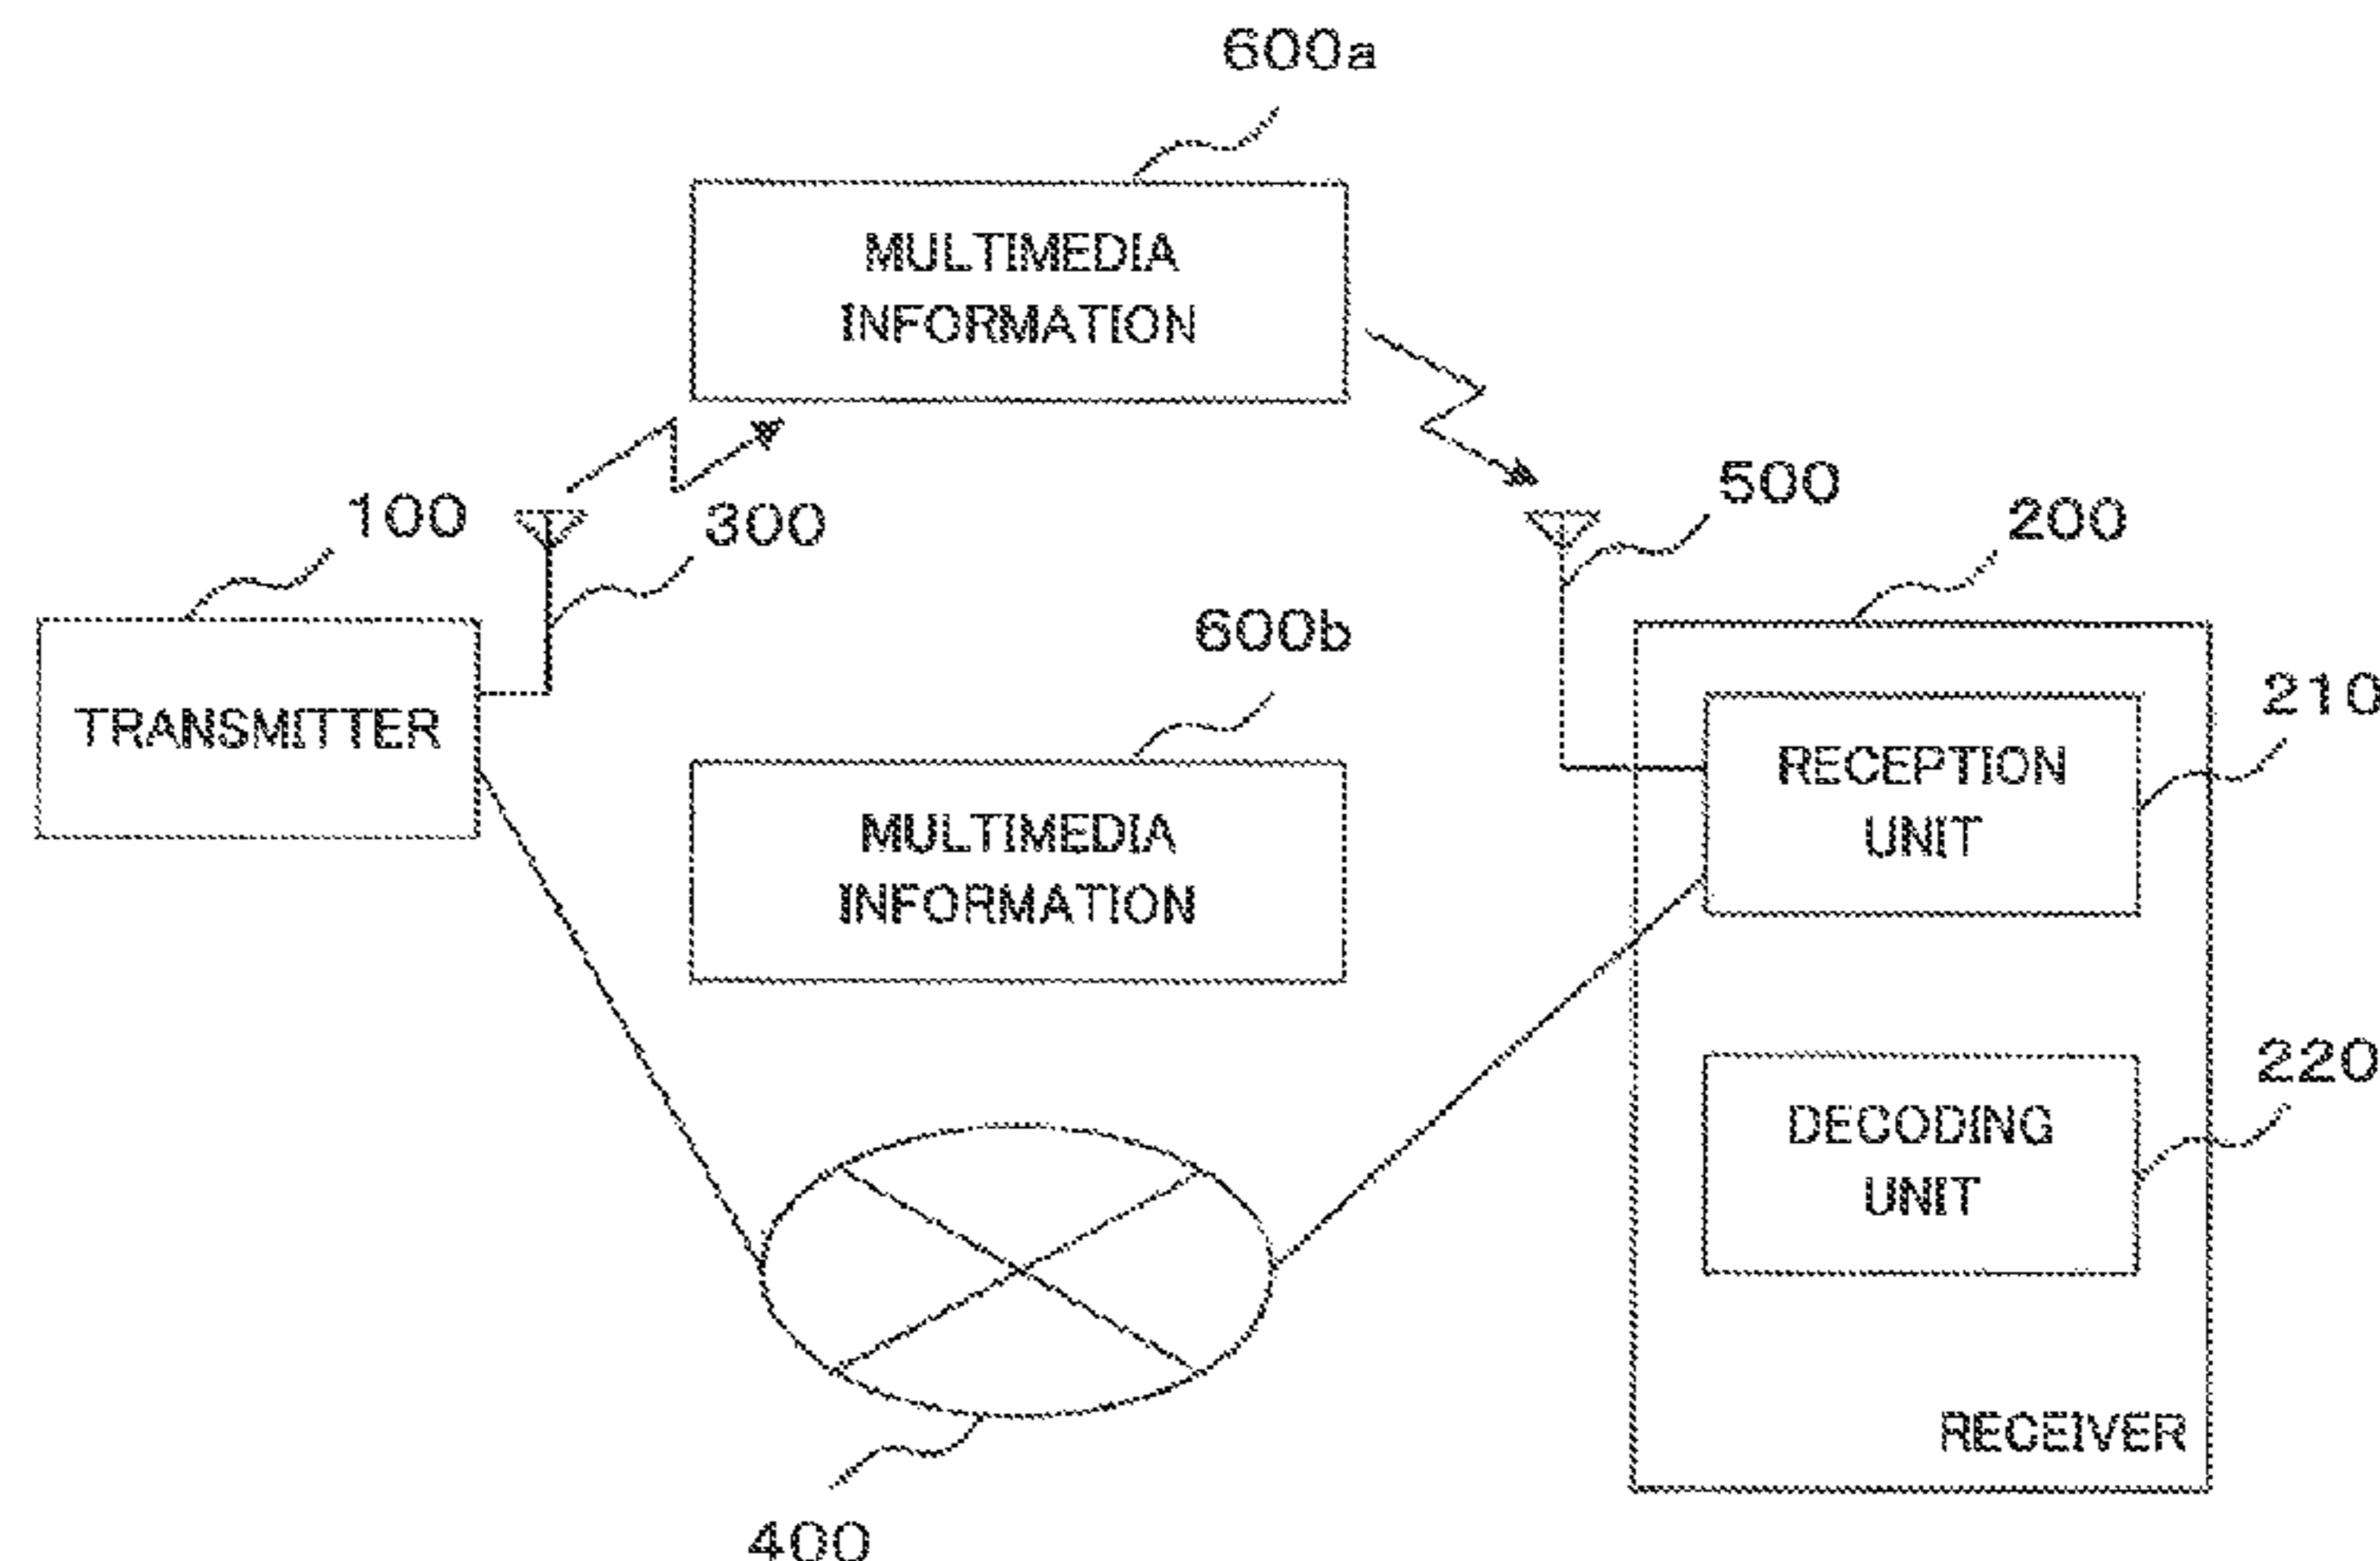 600a
MULTIMEDIA
INFORMATION
100
300
500
200
TRANSMITTER
600b
210
MULTIMEDIA
INFORMATION
RECEPTION
UNIT
220
DECODING
UNIT
RECEIVER
400